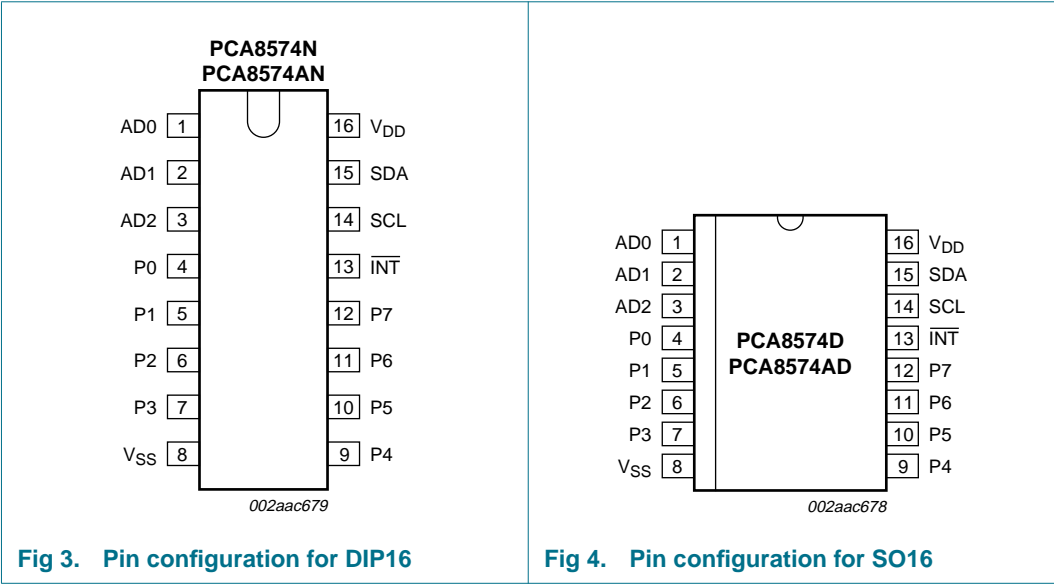 PCA8574N
PCA8574AN
AD0 1 16 VDD
AD1 2 15 SDA
AD2 3 14 SCL
P0 4 13 INT
P1 5 12 P7
P2 6 11 P6
P3 7 10 P5
VSS 8 9 P4
002aac679
Fig 3. Pin configuration for DIP16
AD0 1 16 VDD
AD1 2 15 SDA
AD2 3 14 SCL
P0 4 13 INT
PCA8574D
P1 5 12 P7
PCA8574AD
P2 6 11 P6
P3 7 10 P5
VSS 8 9 P4
002aac678
Fig 4. Pin configuration for SO16